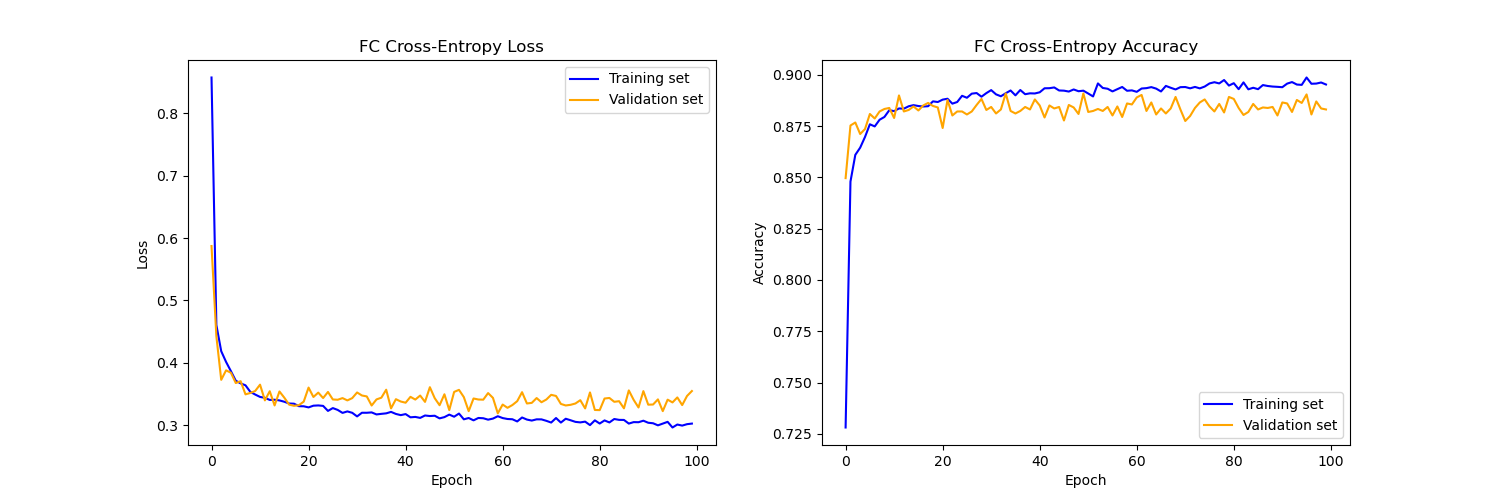 FC Cross-Entropy Loss
Training set
Validation set
0.8
0.7
0.6
0.5
0.4
0.3
Loss
0
20
40
60
80
100
Epoch
FC Cross-Entropy Accuracy
0.900
0.875
0.850
0.825
0.800
0.775
0.750
0.725
Accuracy
Training set
Validation set
0
20
40
60
80
100
Epoch